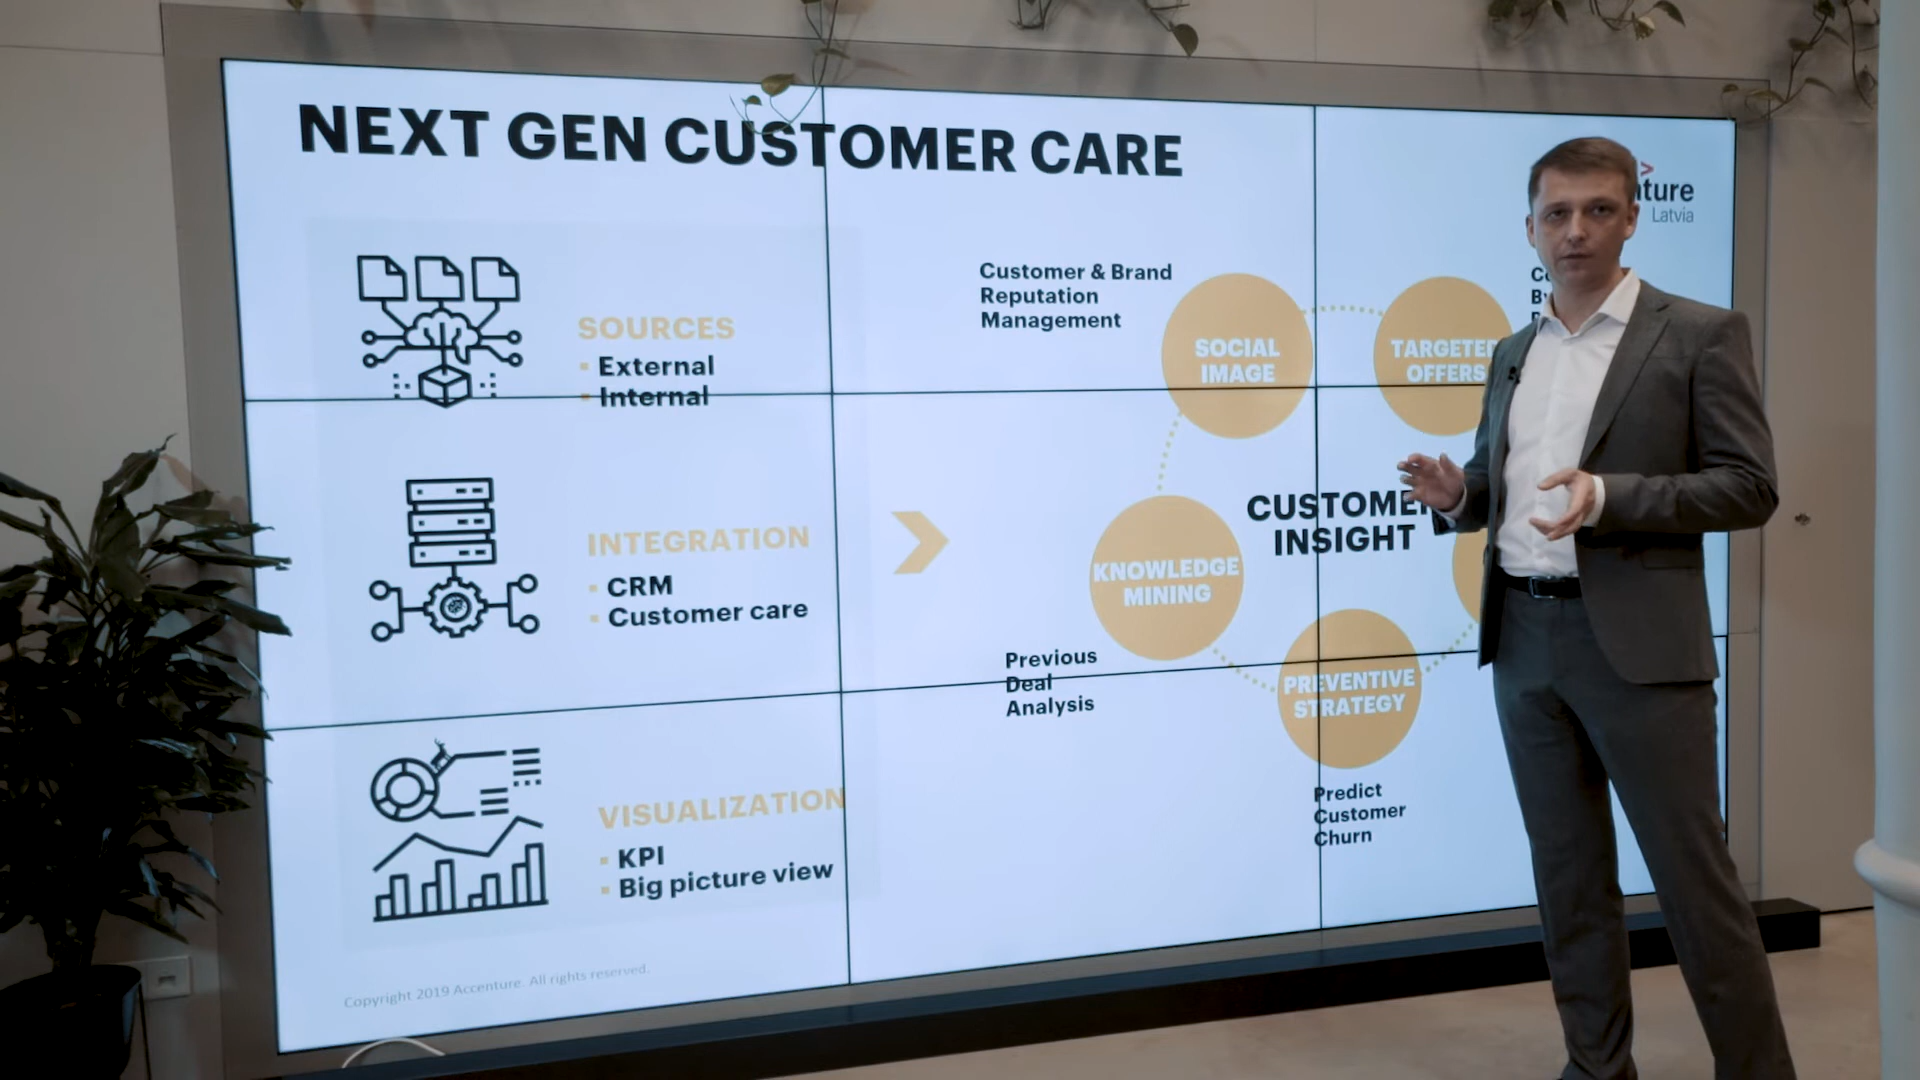 NEXT GEN CUSTOMER CARE
Latvia
SOURCES
External
Internal
INTEGRATION
CRM
Customer care
VISUALIZATION
KPI
Big picture view
Customer & Brand
Reputation
Management
SOCIAL
IMAGE
TARGETED
OFFERS
CUSTOMER
INSIGHT
KNOWLEDGE
MINING
Previous
Deal
Analysis
PREVENTIVE
STRATEGY
Predict
Customer
Churn
Copyright 2019 Accenture. All rights reserved.